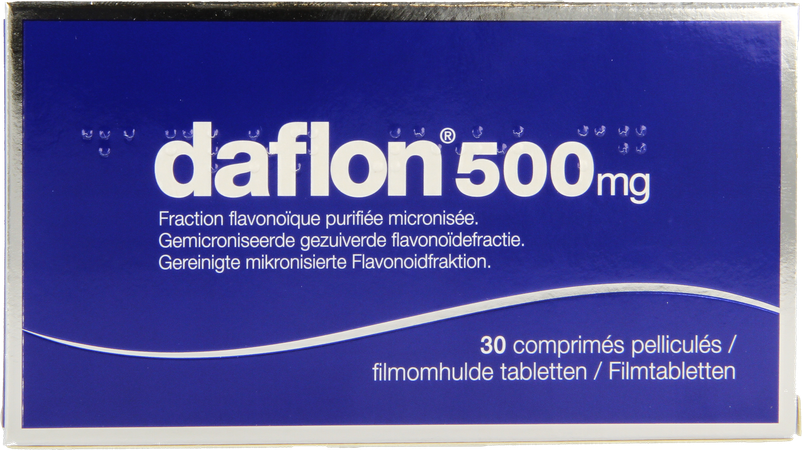 daflon® 500mg
Fraction flavonoïque purifiée micronisée.
Gemicroniseerde gezuiverde flavonoïdefractie.
Gereinigte mikronisierte Flavonoidfraktion.
30 comprimés pelliculés /
filmomhulde tabletten / Filmtabletten